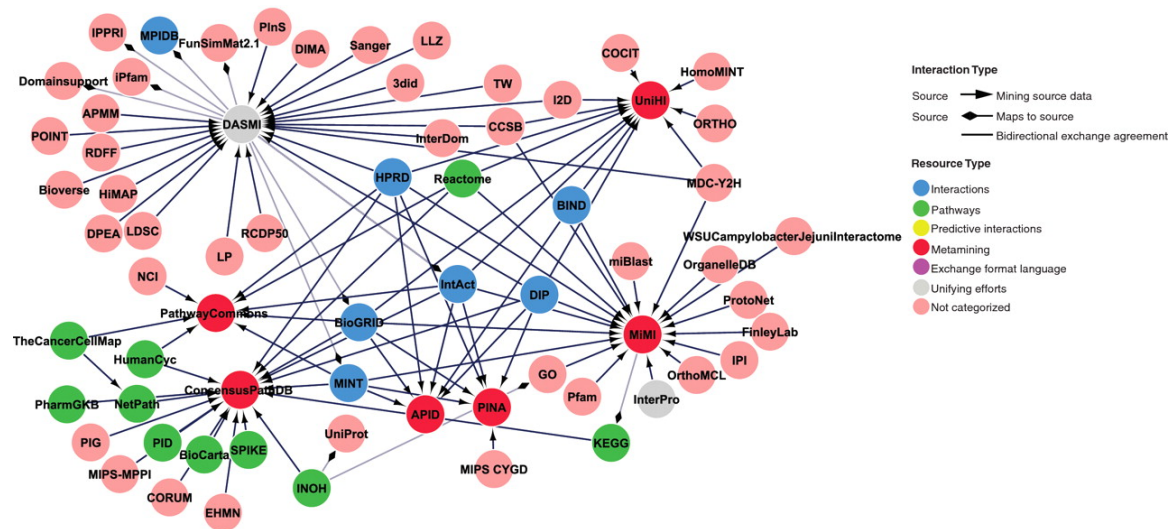 IPPRI
MPIDB
FunSimMat2.1
PInS
DIMA
Sanger
LLZ
COCIT
HomoMINT
Domainsupport
iPfam
3did
TW
I2D
UniHI
APMM
DASMI
CCSB
ORTHO
POINT
RDFF
InterDom
Bioverse
HiMAP
HPRD
Reactome
MDC-Y2H
BIND
DPEA
LDSC
RCDP50
LP
WSUCampylobacterJejuniInteractome
NCI
miBlast
OrganelleDB
IntAct
DIP
ProtoNet
PathwayCommons
BioGRID
MiMI
FinleyLab
TheCancerCellMap
HumanCyc
IPI
GO
OrthoMCL
ConsensusPathDB
MINT
Pfam
InterPro
PharmGKB
NetPath
APID
PINA
PIG
PID
BioCarta
SPIKE
UniProt
KEGG
MIPS-MPPI
MIPS CYGD
CORUM
EHMN
INOH
Interaction Type
Source Mining source data
Source Maps to source
Bidirectional exchange agreement
Resource Type
Interactions
Pathways
Predictive interactions
Metamining
Exchange format language
Unifying efforts
Not categorized